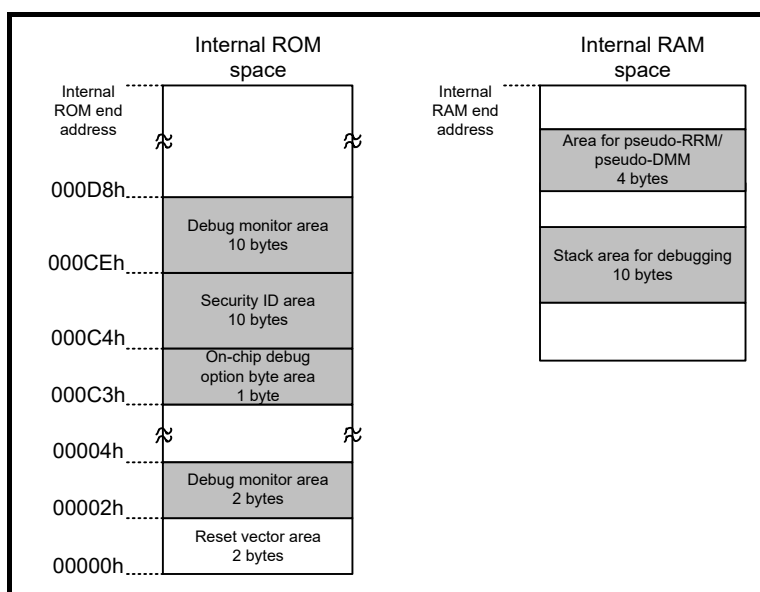 Internal ROM
space
Internal
ROM end
address
000D8h
Debug monitor area
10 bytes
000CEh
Security ID area
10 bytes
000C4h
On-chip debug
option byte area
1 byte
000C3h
00004h
Debug monitor area
2 bytes
00002h
Reset vector area
2 bytes
00000h
Internal RAM
space
Internal
RAM end
address
Area for pseudo-RRM/
pseudo-DMM
4 bytes
Stack area for debugging
10 bytes